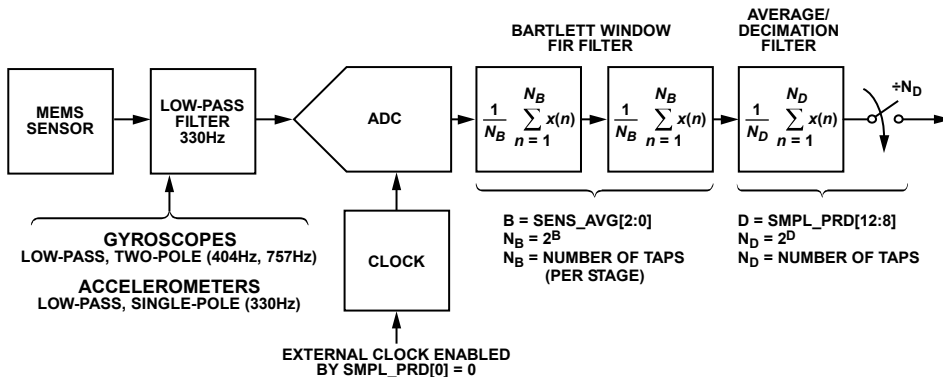 BARTLETT WINDOW
FIR FILTER
AVERAGE/
DECIMATION
FILTER
MEMS
SENSOR
LOW-PASS
FILTER
330Hz
ADC
1/N_B N_B ∑ n = 1 x(n)
1/N_B N_B ∑ n = 1 x(n)
1/N_D N_D ∑ n = 1 x(n)
÷N_D
GYROSCOPES
LOW-PASS, TWO-POLE (404Hz, 757Hz)
ACCELEROMETERS
LOW-PASS, SINGLE-POLE (330Hz)
CLOCK
EXTERNAL CLOCK ENABLED
BY SMPL_PRD[0] = 0
B = SENS_AVG[2:0]
N_B = 2^B
N_B = NUMBER OF TAPS
(PER STAGE)
D = SMPL_PRD[12:8]
N_D = 2^D
N_D = NUMBER OF TAPS